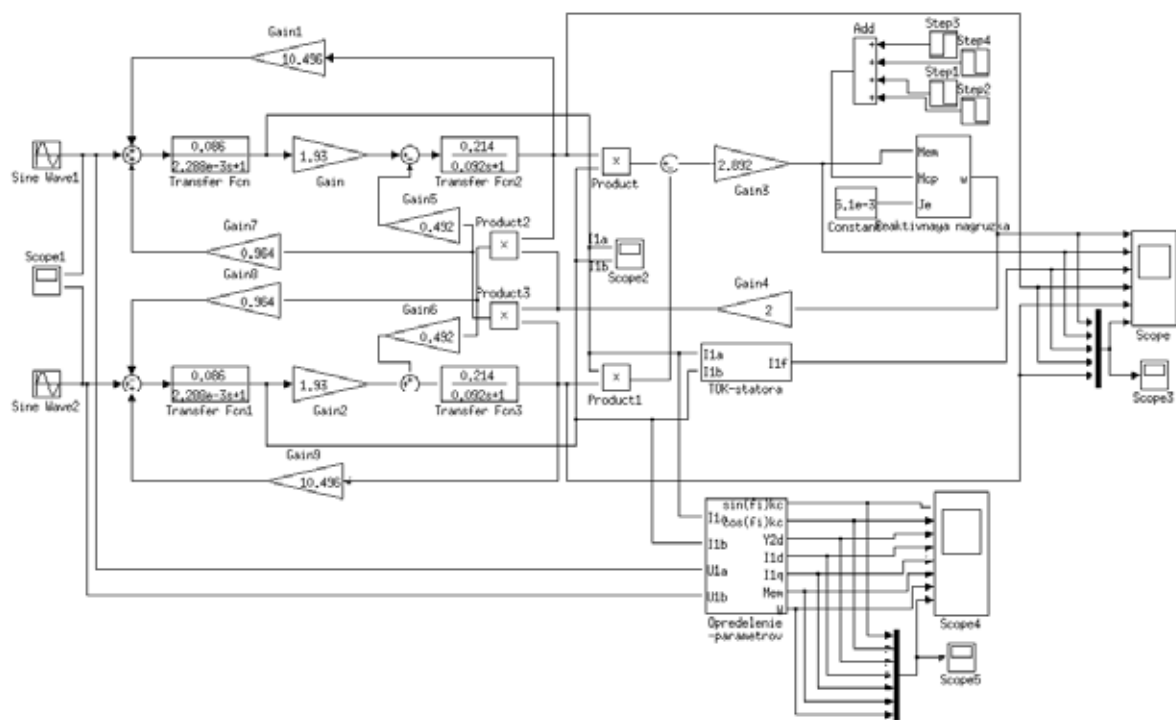 Gain1
10.496
Add
Step3
Step4
Step1
Step2
+
+
+
+
Sine Wave1
0.086
2.288e-3s+1
Transfer Fcn
1.93
Gain
0.214
0.092s+1
Transfer Fcn2
x
Product
2.892
Gain3
Mem
Mcp
Je
w
5.1e-3
Constant
Reaktivnaya nagruzka
Gain5
0.492
Product2
x
Gain7
0.964
Scope1
I1a
I1b
Scope2
Gain8
0.964
Product3
x
Gain4
2
Scope
Gain6
0.492
Sine Wave2
0.086
2.288e-3s+1
Transfer Fcn1
1.93
Gain2
0.214
0.092s+1
Transfer Fcn3
x
Product1
I1a
I1b
I1f
TOK-statora
Scope3
Gain9
10.496
I1a
I1b
U1a
U1b
sin(fi)kc
cos(fi)kc
Y2d
I1d
I1q
Mem
W
Opredelenie
-parametrov
Scope4
Scope5